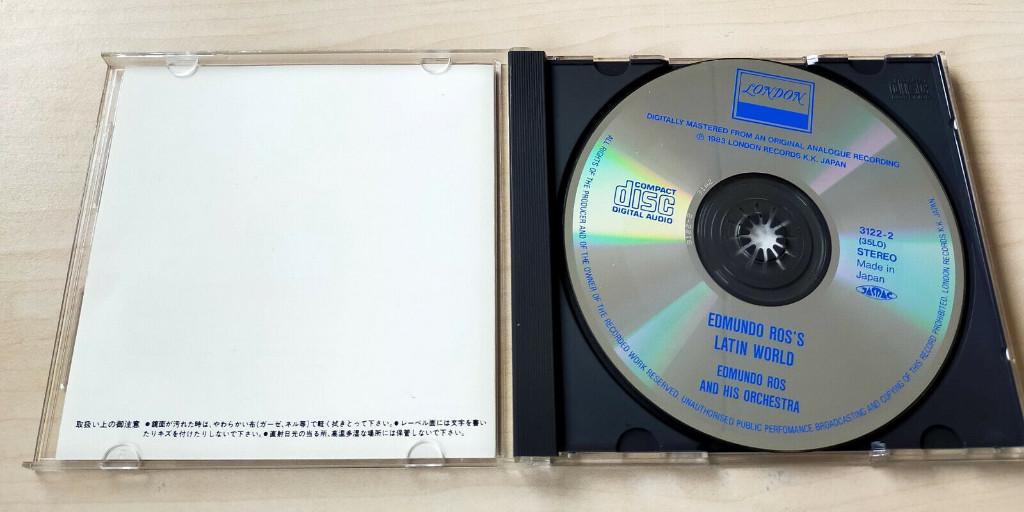 取扱い上の御注意 ●鏡面が汚れた時は、やわらかい布(ガーゼ、ネル等)で軽く拭きとって下さい。●レーベル面には文字を書い
たりキズを付けたりしないで下さい。●直射日光の当る所、高温多湿な場所には保管しないで下さい。
LONDON
DIGITALLY MASTERED FROM AN ORIGINAL ANALOGUE RECORDING
℗ 1983 LONDON RECORDS K.K. JAPAN
COMPACT
disc
DIGITAL AUDIO
3122-2
(35LO)
STEREO
Made in
Japan
JASRAC
EDMUNDO ROS'S
LATIN WORLD
EDMUNDO ROS
AND HIS ORCHESTRA
ALL RIGHTS OF THE PRODUCER AND OF THE OWNER OF THE RECORDED WORK RESERVED. UNAUTHORISED PUBLIC PERFOMANCE BROADCASTING AND COPYING OF THIS RECORD PROHIBITED. LONDON RECORDS K.K. JAPAN